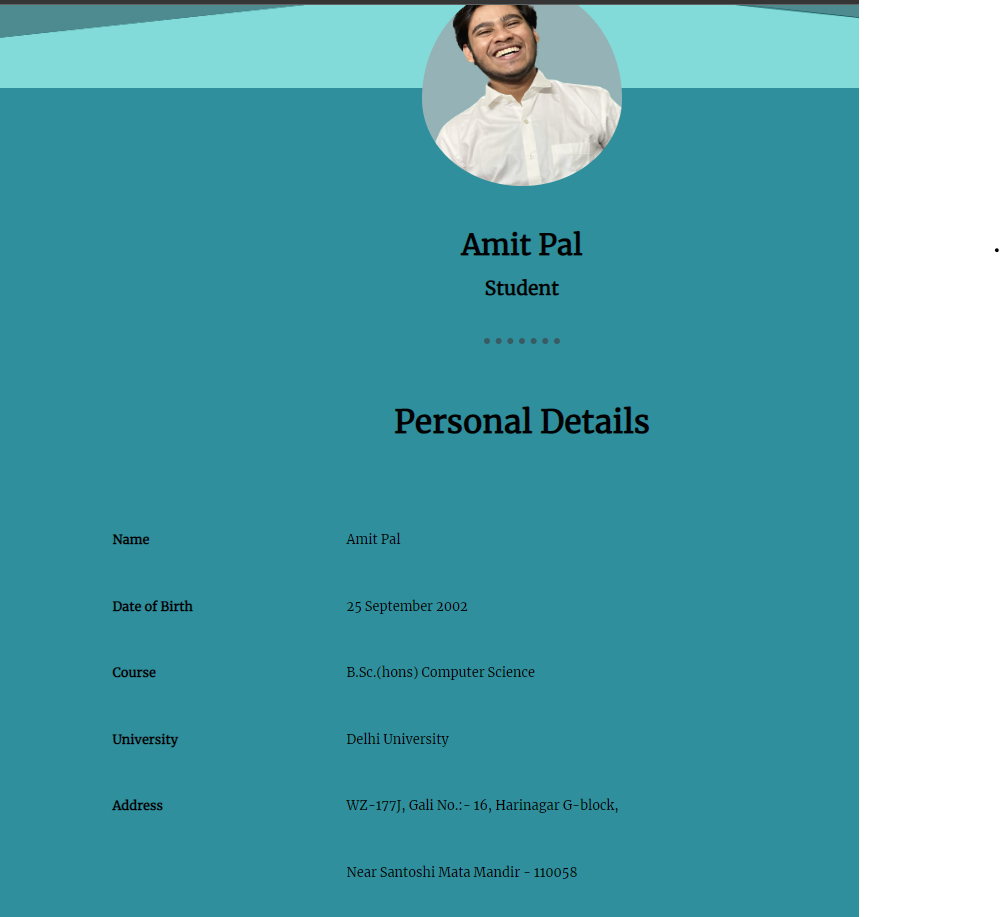 Amit Pal
Student
Personal Details
Name Amit Pal
Date of Birth 25 September 2002
Course B.Sc.(hons) Computer Science
University Delhi University
Address WZ-177J, Gali No.:- 16, Harinagar G-block,
Near Santoshi Mata Mandir - 110058